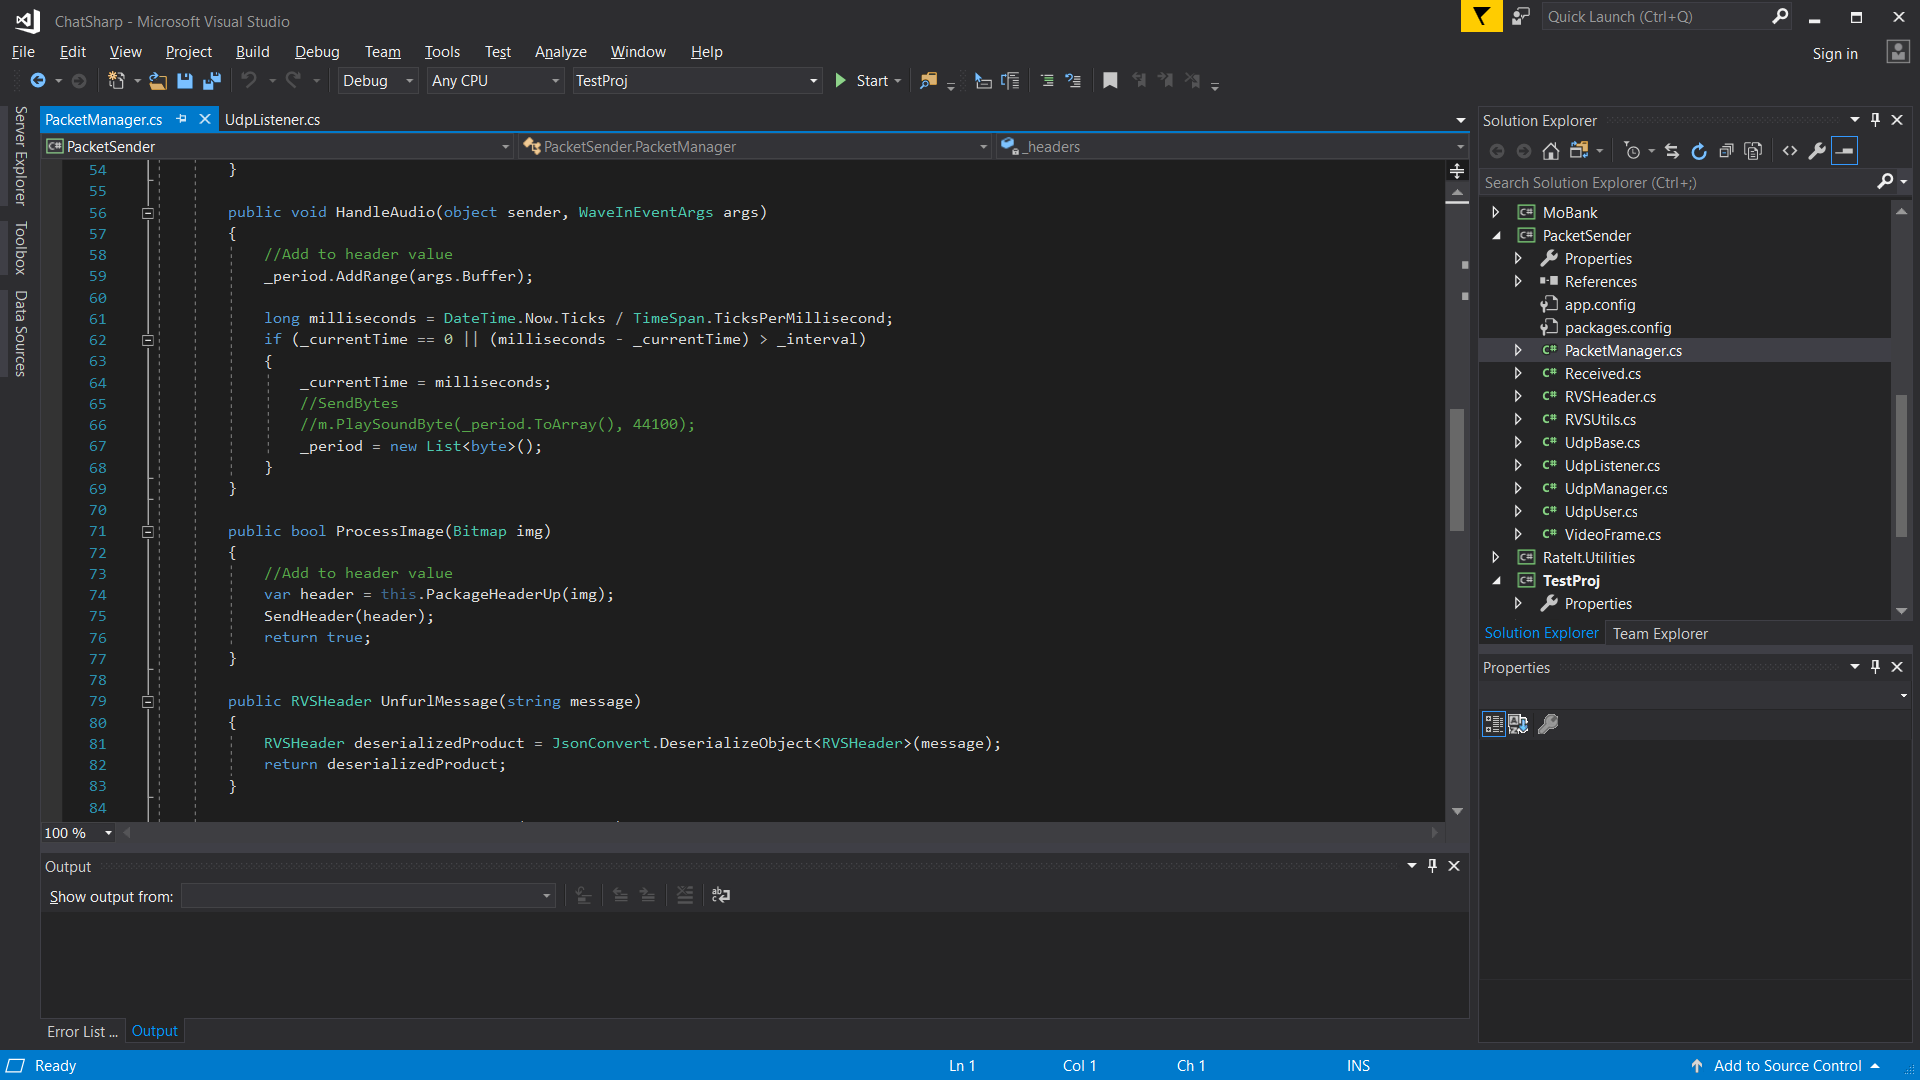 ChatSharp - Microsoft Visual Studio
Quick Launch (Ctrl+Q)
File Edit View Project Build Debug Team Tools Test Analyze Window Help
Sign in
Debug Any CPU TestProj Start
Server Explorer
Toolbox
Data Sources
PacketManager.cs UdpListener.cs
PacketSender PacketSender.PacketManager _headers
54 }
55
56 public void HandleAudio(object sender, WaveInEventArgs args)
57 {
58 //Add to header value
59 _period.AddRange(args.Buffer);
60
61 long milliseconds = DateTime.Now.Ticks / TimeSpan.TicksPerMillisecond;
62 if (_currentTime == 0 || (milliseconds - _currentTime) > _interval)
63 {
64 _currentTime = milliseconds;
65 //SendBytes
66 //m.PlaySoundByte(_period.ToArray(), 44100);
67 _period = new List<byte>();
68 }
69 }
70
71 public bool ProcessImage(Bitmap img)
72 {
73 //Add to header value
74 var header = this.PackageHeaderUp(img);
75 SendHeader(header);
76 return true;
77 }
78
79 public RVSHeader UnfurlMessage(string message)
80 {
81 RVSHeader deserializedProduct = JsonConvert.DeserializeObject<RVSHeader>(message);
82 return deserializedProduct;
83 }
84
100 %
Output
Show output from:
Error List ... Output
Solution Explorer
Search Solution Explorer (Ctrl+;)
C# MoBank
C# PacketSender
Properties
References
app.config
packages.config
C# PacketManager.cs
C# Received.cs
C# RVSHeader.cs
C# RVSUtils.cs
C# UdpBase.cs
C# UdpListener.cs
C# UdpManager.cs
C# UdpUser.cs
C# VideoFrame.cs
C# RateIt.Utilities
C# TestProj
Properties
Solution Explorer Team Explorer
Properties
Ready Ln 1 Col 1 Ch 1 INS Add to Source Control